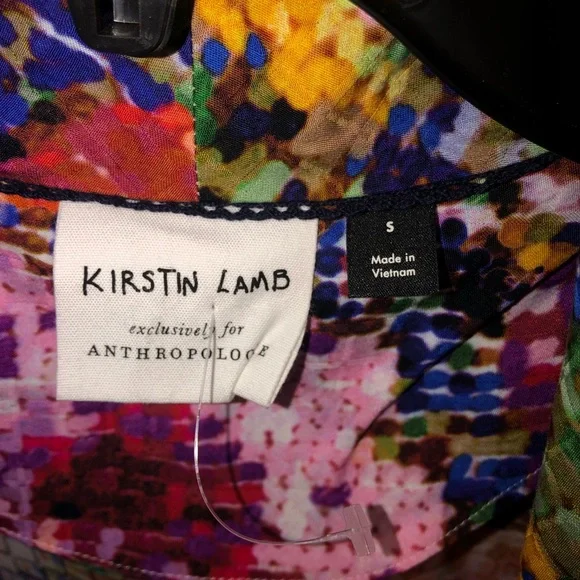 KIRSTIN LAMB
exclusively for
ANTHROPOLOGIE
S
Made in
Vietnam